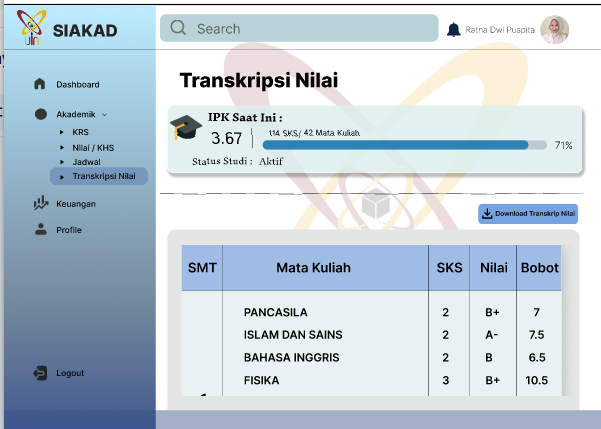 uin SIAKAD
Search
Ratna Dwi Puspita
Dashboard
Akademik
KRS
Nilai / KHS
Jadwal
Transkripsi Nilai
Keuangan
Profile
Logout
Transkripsi Nilai
IPK Saat Ini :
3.67
114 SKS/ 42 Mata Kuliah
71%
Status Studi : Aktif
Download Transkrip Nilai
SMT Mata Kuliah SKS Nilai Bobot
PANCASILA 2 B+ 7
ISLAM DAN SAINS 2 A- 7.5
BAHASA INGGRIS 2 B 6.5
FISIKA 3 B+ 10.5